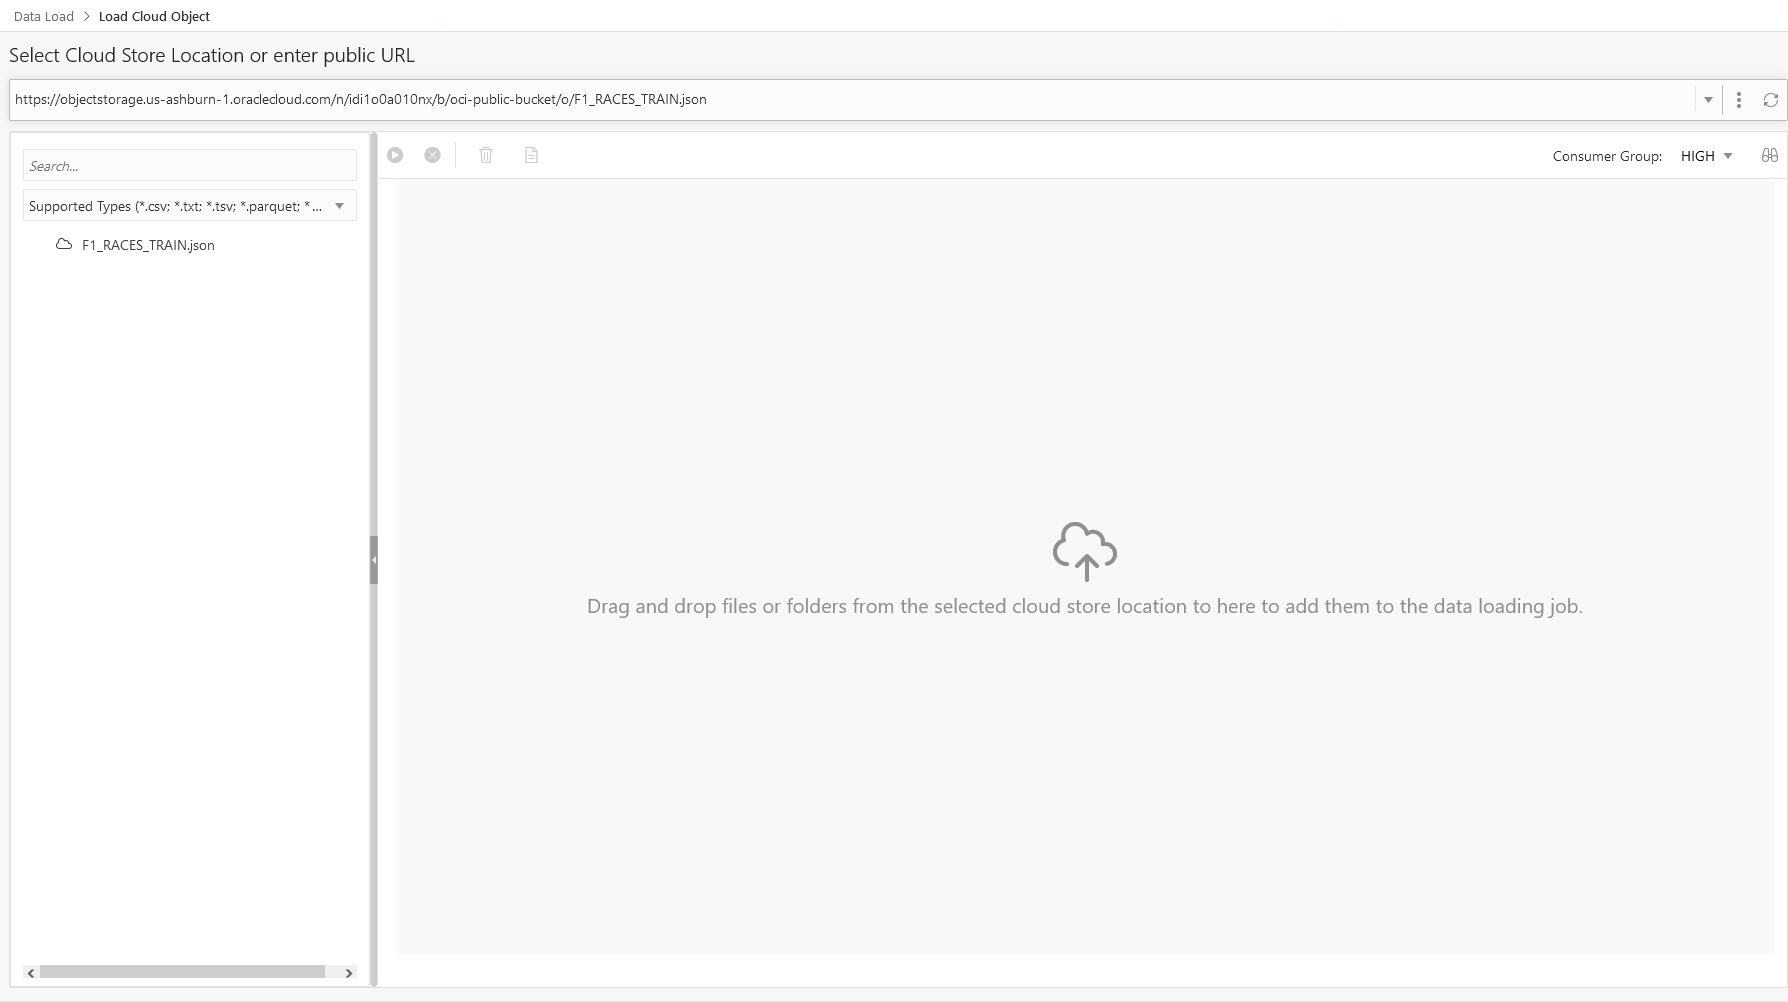 Data Load > Load Cloud Object
Select Cloud Store Location or enter public URL
https://objectstorage.us-ashburn-1.oraclecloud.com/n/idi1o0a010nx/b/oci-public-bucket/o/F1_RACES_TRAIN.json
Search...
Consumer Group: HIGH
Supported Types (*.csv; *.txt; *.tsv; *.parquet; *...
F1_RACES_TRAIN.json
Drag and drop files or folders from the selected cloud store location to here to add them to the data loading job.